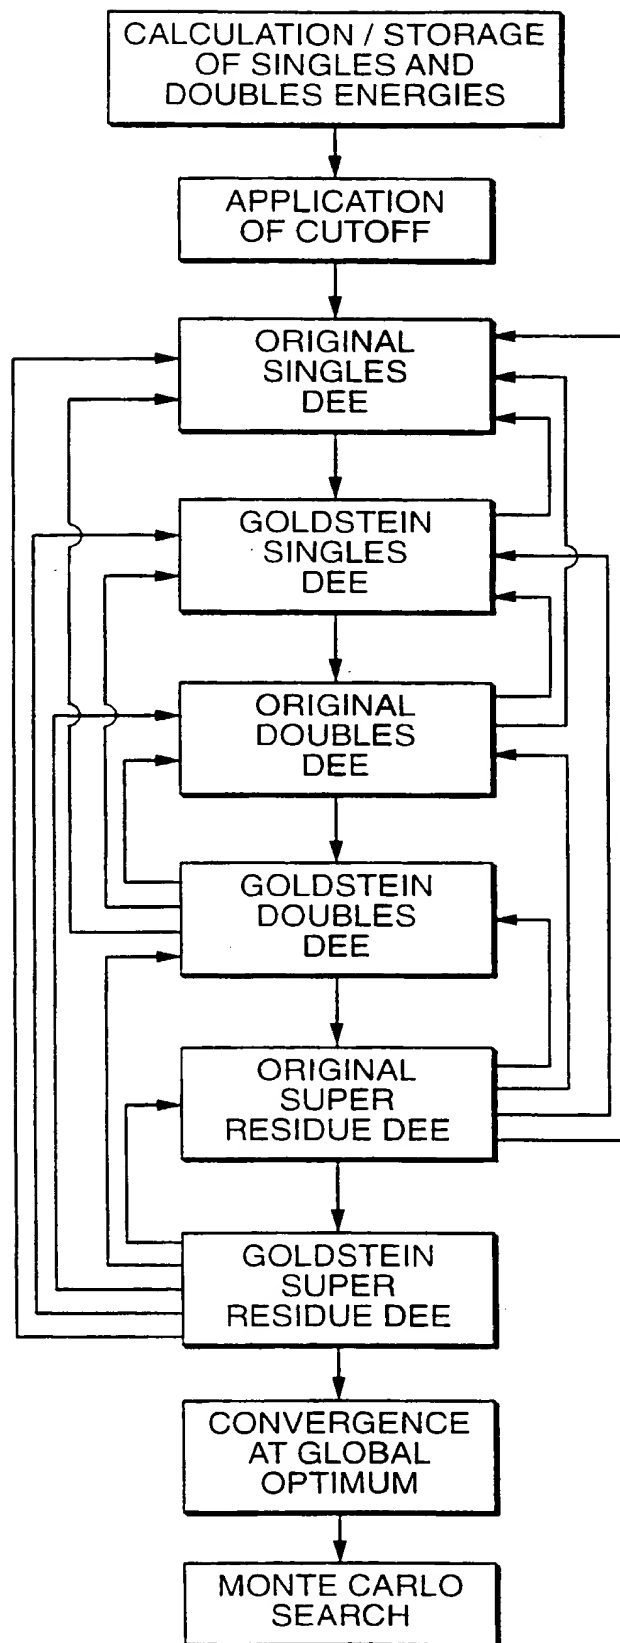 CALCULATION / STORAGE
OF SINGLES AND
DOUBLES ENERGIES
APPLICATION
OF CUTOFF
ORIGINAL
SINGLES
DEE
GOLDSTEIN
SINGLES
DEE
ORIGINAL
DOUBLES
DEE
GOLDSTEIN
DOUBLES
DEE
ORIGINAL
SUPER
RESIDUE DEE
GOLDSTEIN
SUPER
RESIDUE DEE
CONVERGENCE
AT GLOBAL
OPTIMUM
MONTE CARLO
SEARCH